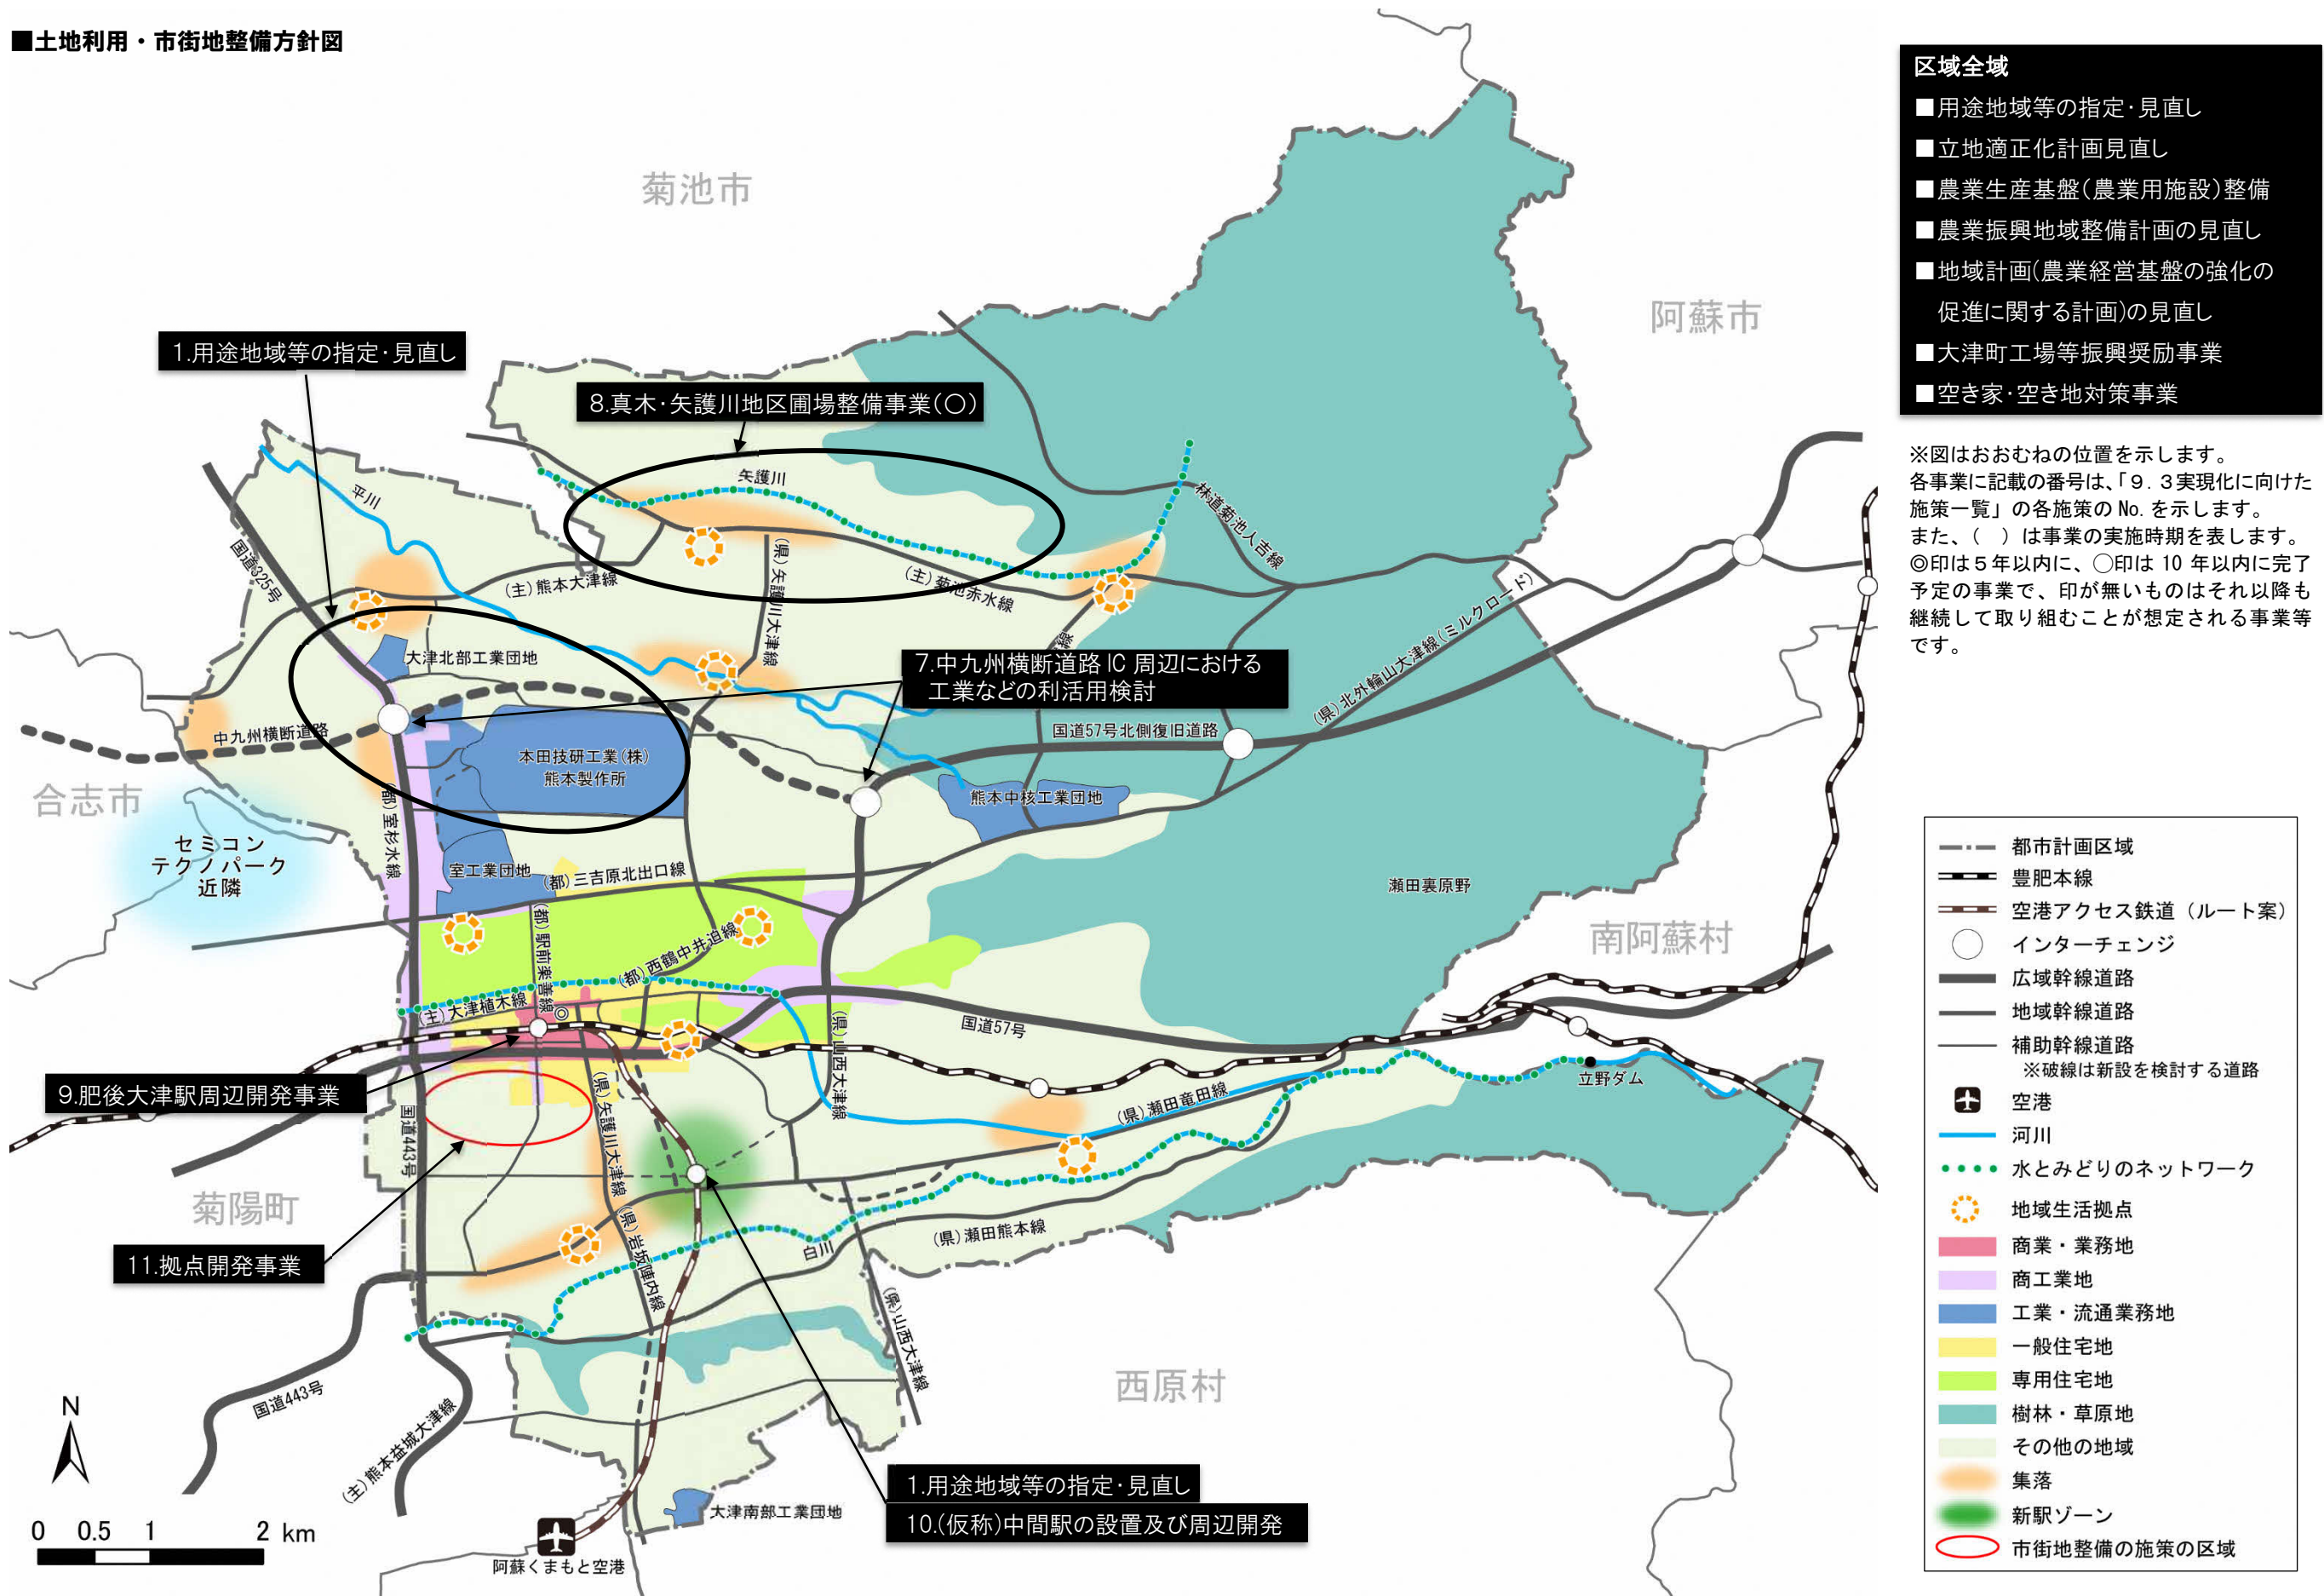 ■土地利用・市街地整備方針図
区域全域
■用途地域等の指定・見直し
■立地適正化計画見直し
■農業生産基盤(農業用施設)整備
■農業振興地域整備計画の見直し
■地域計画(農業経営基盤の強化の
促進に関する計画)の見直し
■大津町工場等振興奨励事業
■空き家・空き地対策事業
※図はおおむねの位置を示します。
各事業に記載の番号は、「9.3実現化に向けた
施策一覧」の各施策の No. を示します。
また、( )は事業の実施時期を表します。
◎印は5年以内に、○印は 10 年以内に完了
予定の事業で、印が無いものはそれ以降も
継続して取り組むことが想定される事業等
です。
菊池市
阿蘇市
1.用途地域等の指定・見直し
8.真木・矢護川地区圃場整備事業(○)
矢護川
平川
国道325号
林道菊池人吉線
(主)熊本大津線
(県)矢護川大津線
(主)菊池赤水線
線
大津北部工業団地
7.中九州横断道路 IC 周辺における
工業などの利活用検討
(県)北外輪山大津線(ミルクロード)
中九州横断道路
国道57号北側復旧道路
本田技研工業(株)
熊本製作所
合志市
熊本中核工業団地
(都)室杉水線
セミコン
テクノパーク
近隣
室工業団地
(都)三吉原北出口線
瀬田裏原野
南阿蘇村
(都)駅前楽善線
◎
(都)西鶴中井迫線
(主)大津植木線
国道57号
(県)山西大津線
9.肥後大津駅周辺開発事業
立野ダム
(県)瀬田竜田線
国道443号
(県)矢護川大津線
菊陽町
11.拠点開発事業
(県)岩坂陣内線
白川
(県)瀬田熊本線
(県)山西大津線
西原村
国道443号
(主)熊本益城大津線
1.用途地域等の指定・見直し
10.(仮称)中間駅の設置及び周辺開発
大津南部工業団地
阿蘇くまもと空港
N
0 0.5 1 2 km
都市計画区域
豊肥本線
空港アクセス鉄道(ルート案)
インターチェンジ
広域幹線道路
地域幹線道路
補助幹線道路
※破線は新設を検討する道路
空港
河川
水とみどりのネットワーク
地域生活拠点
商業・業務地
商工業地
工業・流通業務地
一般住宅地
専用住宅地
樹林・草原地
その他の地域
集落
新駅ゾーン
市街地整備の施策の区域